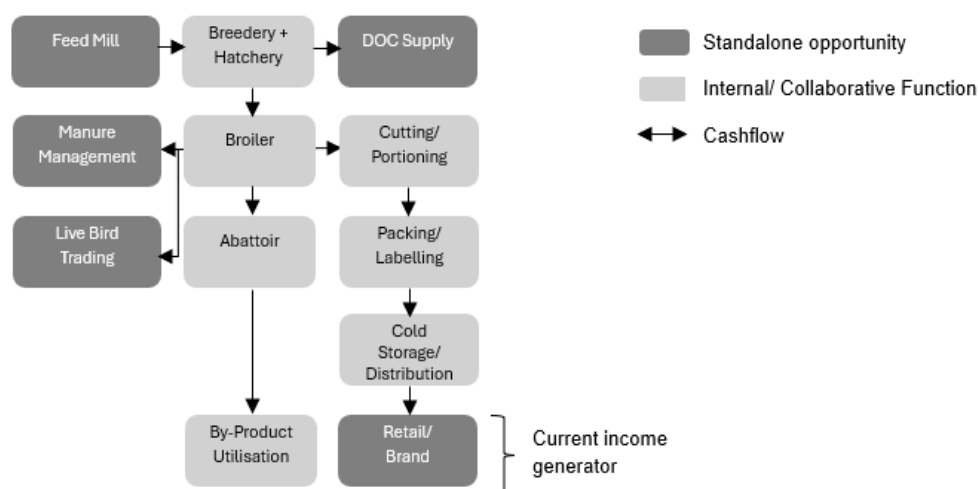 Feed Mill
Breedery +
Hatchery
DOC Supply
Standalone opportunity
Internal/ Collaborative Function
Cashflow
Manure
Management
Broiler
Cutting/
Portioning
Live Bird
Trading
Abattoir
Packing/
Labelling
Cold
Storage/
Distribution
By-Product
Utilisation
Retail/
Brand
Current income
generator